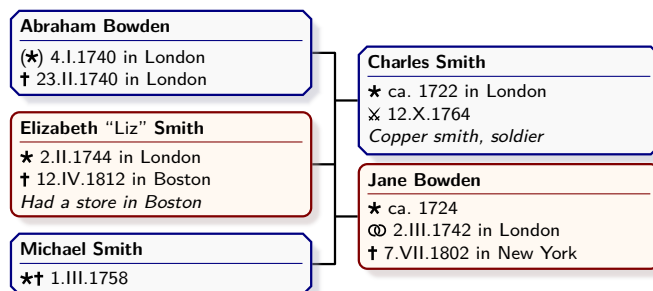 Abraham Bowden
(★) 4.I.1740 in London
✝ 23.II.1740 in London
Elizabeth “Liz” Smith
★ 2.II.1744 in London
✝ 12.IV.1812 in Boston
Had a store in Boston
Michael Smith
★✝ 1.III.1758
Charles Smith
★ ca. 1722 in London
⚔ 12.X.1764
Copper smith, soldier
Jane Bowden
★ ca. 1724
⚭ 2.III.1742 in London
✝ 7.VII.1802 in New York